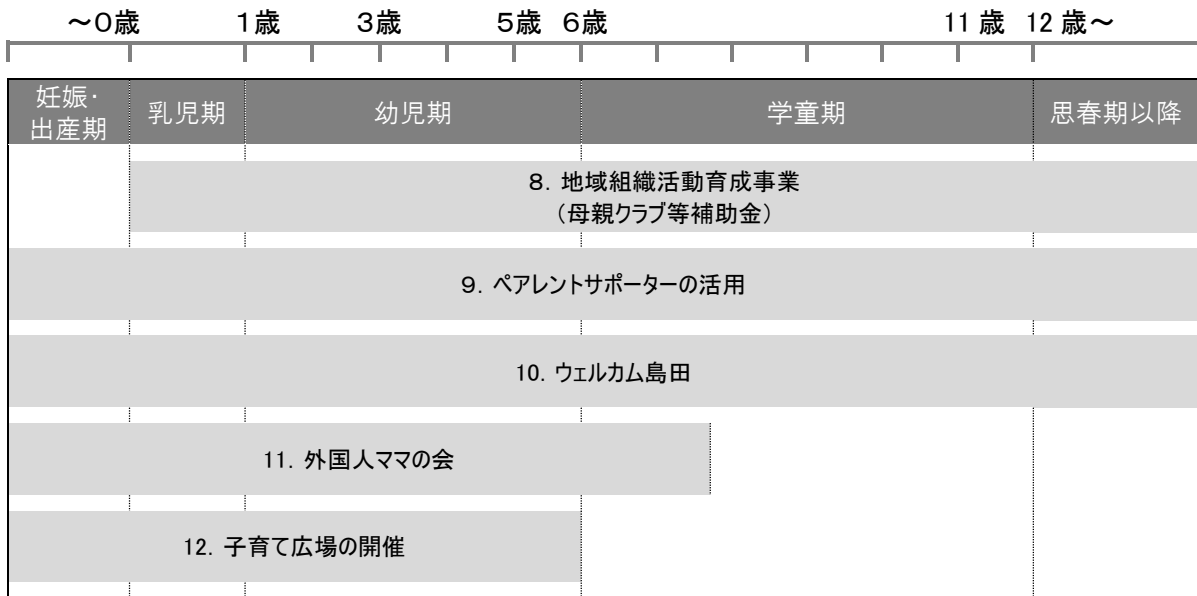 ～０歳 １歳 ３歳 ５歳 ６歳 11 歳 12 歳～
妊娠・
出産期
乳児期
幼児期
学童期
思春期以降
８．地域組織活動育成事業
（母親クラブ等補助金）
９．ペアレントサポーターの活用
10．ウェルカム島田
11．外国人ママの会
12．子育て広場の開催